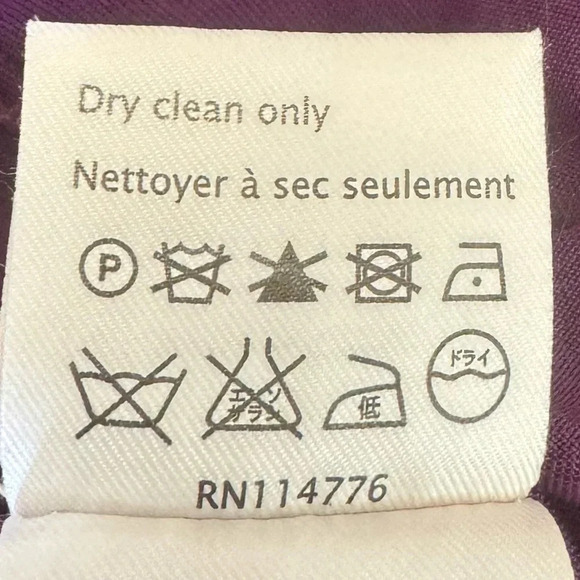 Dry clean only
Nettoyer à sec seulement
P
エンソ
サラシ
低
ドライ
RN114776